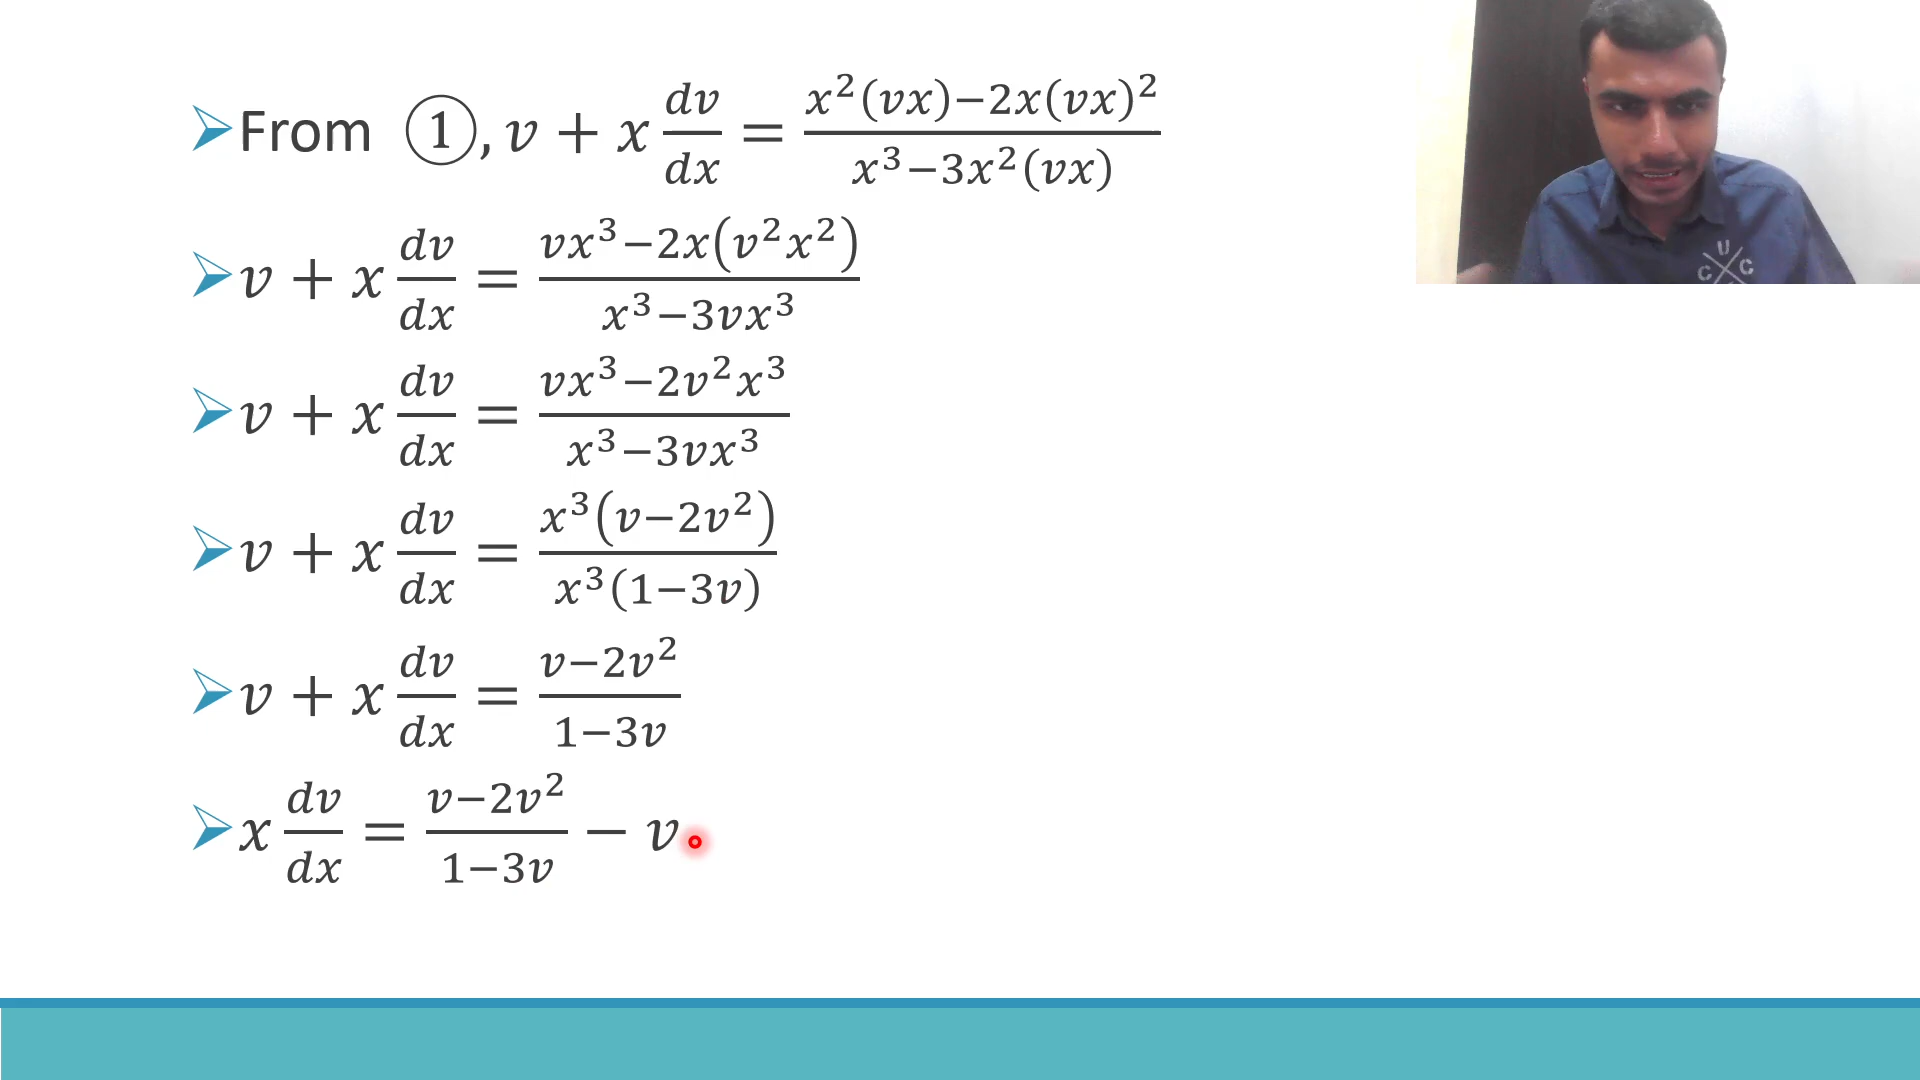 ➢From ①, v + x dv/dx = (x²(vx)−2x(vx)²)/(x³−3x²(vx))
➢v + x dv/dx = (vx³−2x(v²x²))/(x³−3vx³)
➢v + x dv/dx = (vx³−2v²x³)/(x³−3vx³)
➢v + x dv/dx = (x³(v−2v²))/(x³(1−3v))
➢v + x dv/dx = (v−2v²)/(1−3v)
➢x dv/dx = (v−2v²)/(1−3v) − v
U
C C